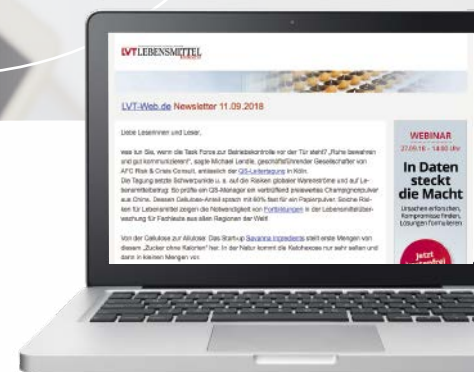 LVT LEBENSMITTEL
LVT-Web.de Newsletter 11.09.2018
Liebe Leserinnen und Leser,
was tun Sie, wenn die Task Force zur Betriebskontrolle vor der Tür steht? „Ruhe bewahren
und gut kommunizieren", sagte Michael Lendle, geschäftsführender Gesellschafter von
AFC Risk & Crisis Consult, anlässlich der QS-Leitertagung in Köln.
Die Tagung setzte Schwerpunkte u. a. auf die Risiken globaler Warenströme und auf Le-
bensmittelbetrug: So prüfte ein QS-Manager ein verblüffend preiswertes Champignonpulver
aus China. Dessen Cellulose-Anteil sprach mit 60% fast für ein Papierpulver. Solche Risi-
ken für Lebensmittel zeigen die Notwendigkeit von Fortbildungen in der Lebensmittelüber-
wachung für Fachleute aus allen Regionen der Welt!
Von der Cellulose zur Allulose: Das Startup Savanna Ingredients stellt erste Mengen von
diesem „Zucker ohne Kalorien" her. In der Natur kommt die Ketohexose nur sehr selten und
dann in kleinen Mengen vor.
WEBINAR
27.09.18 - 14:00 Uhr
In Daten
steckt
die Macht
Ursachen erforschen,
Kompromisse finden,
Lösungen formulieren
Jetzt